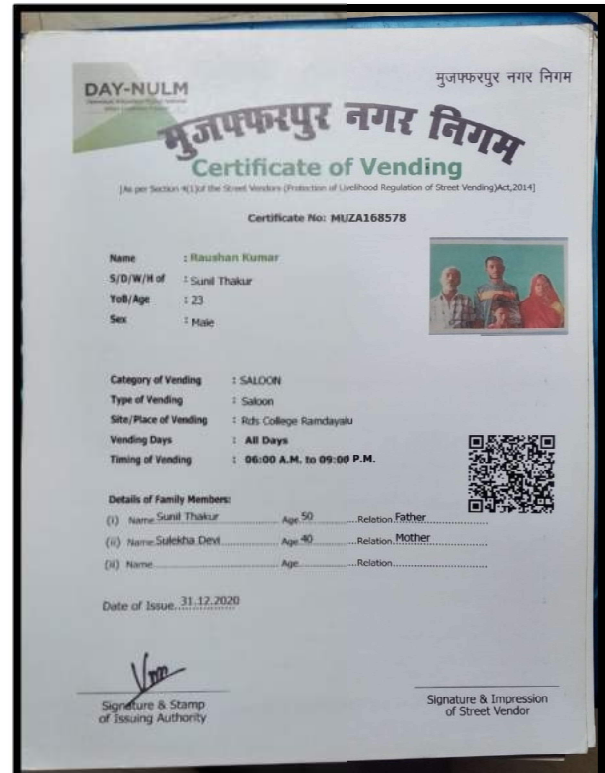 मुजफ्फरपुर नगर निगम
DAY-NULM
मुजफ्फरपुर नगर निगम
Certificate of Vending
[As per Section 4(1)of the Street Vendors (Protection of Livelihood Regulation of Street Vending)Act,2014]
Certificate No: MUZA168578
Name : Raushan Kumar
S/D/W/H of : Sunil Thakur
YoB/Age : 23
Sex : Male
Category of Vending : SALOON
Type of Vending : Saloon
Site/Place of Vending : Rds College Ramdayalu
Vending Days : All Days
Timing of Vending : 06:00 A.M. to 09:00 P.M.
Details of Family Members:
(i) Name Sunil Thakur Age 50 Relation Father
(ii) Name Sulekha Devi Age 40 Relation Mother
(iii) Name Age Relation
Date of Issue 31.12.2020
Signature & Stamp
of Issuing Authority
Signature & Impression
of Street Vendor